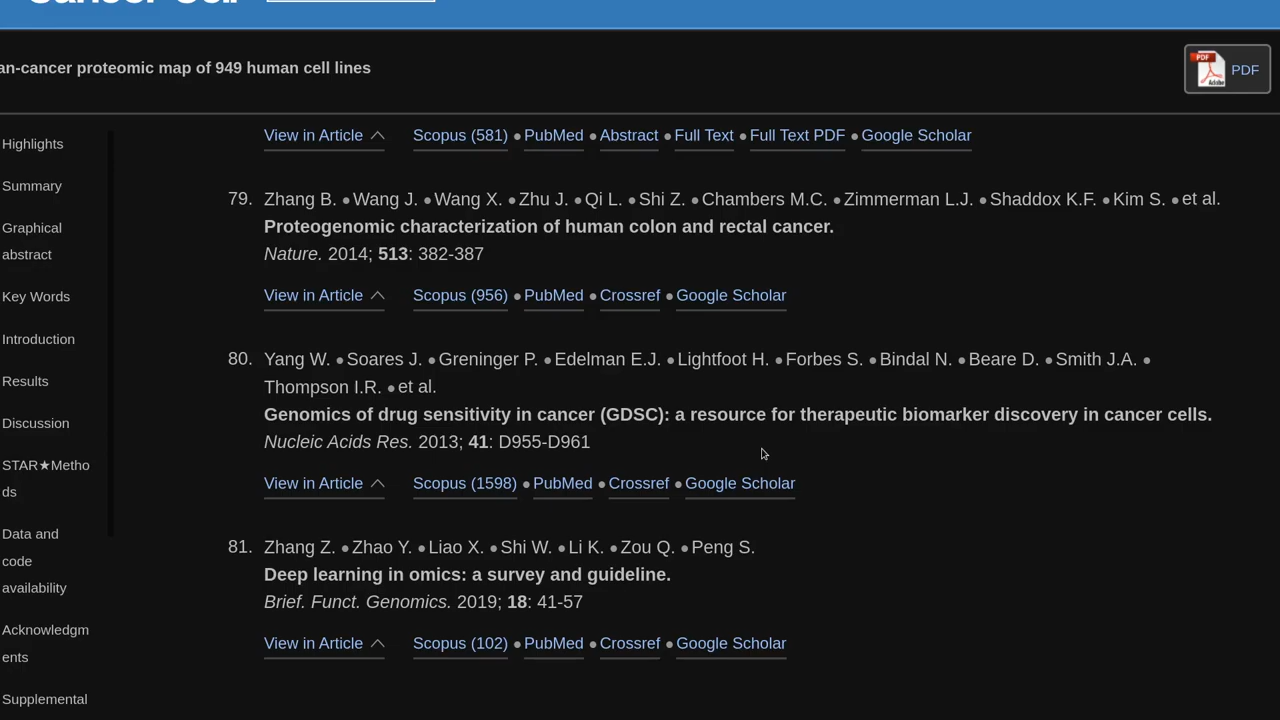 Cancer Cell
an-cancer proteomic map of 949 human cell lines
PDF
PDF
Adobe
Highlights
Summary
Graphical
abstract
Key Words
Introduction
Results
Discussion
STAR★Metho
ds
Data and
code
availability
Acknowledgm
ents
Supplemental
View in Article Scopus (581) • PubMed • Abstract • Full Text • Full Text PDF • Google Scholar
79. Zhang B. • Wang J. • Wang X. • Zhu J. • Qi L. • Shi Z. • Chambers M.C. • Zimmerman L.J. • Shaddox K.F. • Kim S. • et al.
Proteogenomic characterization of human colon and rectal cancer.
Nature. 2014; 513: 382-387
View in Article Scopus (956) • PubMed • Crossref • Google Scholar
80. Yang W. • Soares J. • Greninger P. • Edelman E.J. • Lightfoot H. • Forbes S. • Bindal N. • Beare D. • Smith J.A. •
Thompson I.R. • et al.
Genomics of drug sensitivity in cancer (GDSC): a resource for therapeutic biomarker discovery in cancer cells.
Nucleic Acids Res. 2013; 41: D955-D961
View in Article Scopus (1598) • PubMed • Crossref • Google Scholar
81. Zhang Z. • Zhao Y. • Liao X. • Shi W. • Li K. • Zou Q. • Peng S.
Deep learning in omics: a survey and guideline.
Brief. Funct. Genomics. 2019; 18: 41-57
View in Article Scopus (102) • PubMed • Crossref • Google Scholar